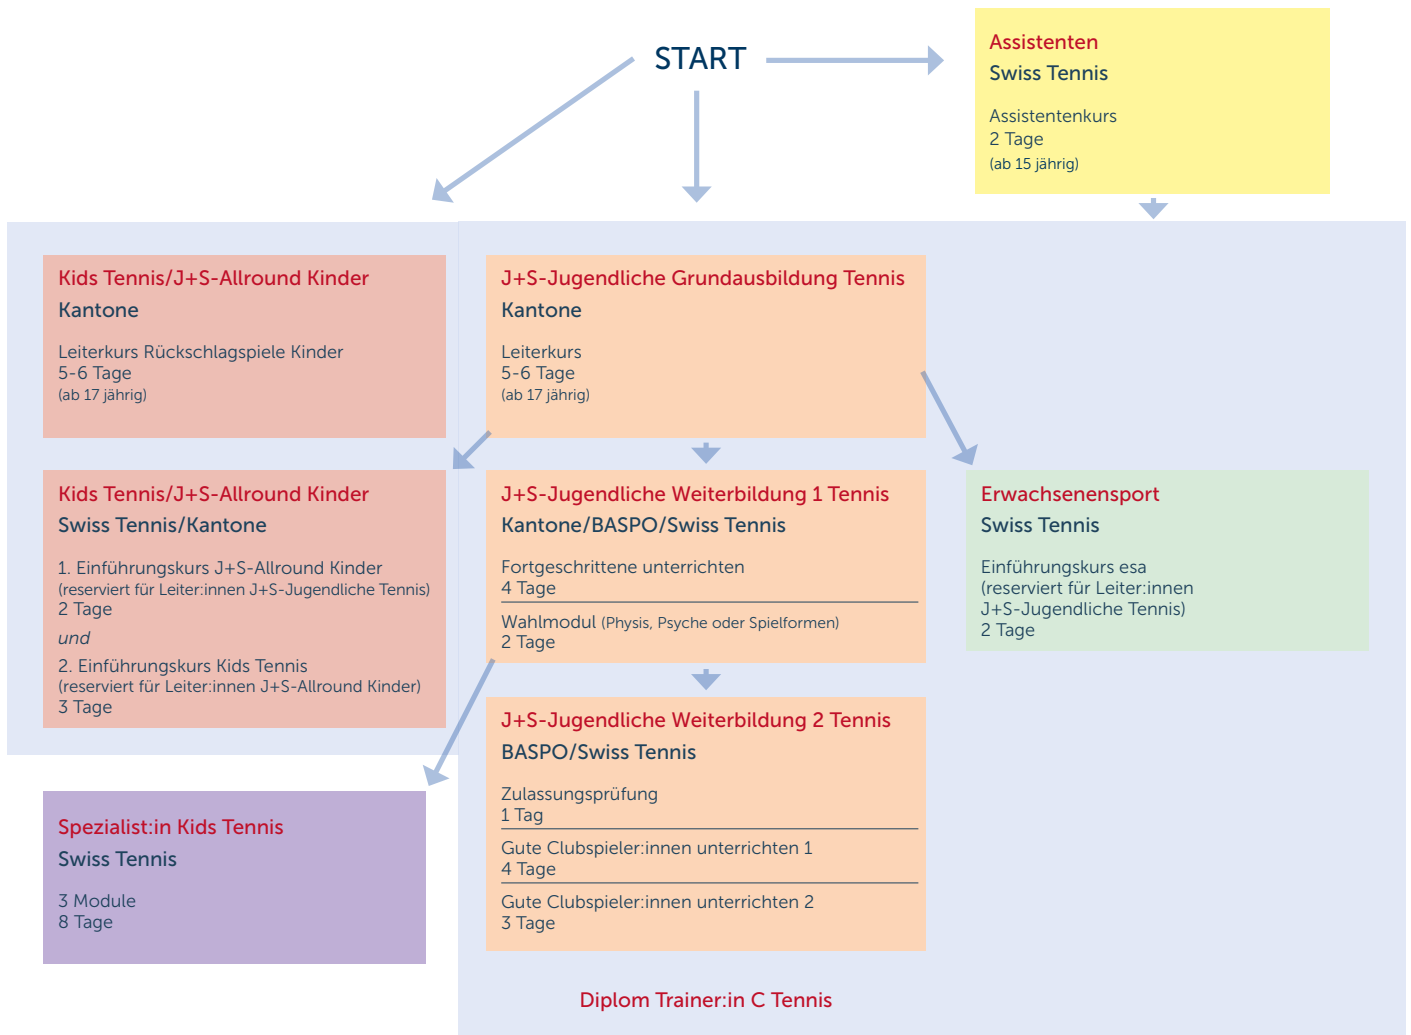 START
Assistenten
Swiss Tennis
Assistentenkurs
2 Tage
(ab 15 jährig)
Kids Tennis/J+S-Allround Kinder
Kantone
Leiterkurs Rückschlagspiele Kinder
5-6 Tage
(ab 17 jährig)
J+S-Jugendliche Grundausbildung Tennis
Kantone
Leiterkurs
5-6 Tage
(ab 17 jährig)
Kids Tennis/J+S-Allround Kinder
Swiss Tennis/Kantone
1. Einführungskurs J+S-Allround Kinder
(reserviert für Leiter:innen J+S-Jugendliche Tennis)
2 Tage
und
2. Einführungskurs Kids Tennis
(reserviert für Leiter:innen J+S-Allround Kinder)
3 Tage
J+S-Jugendliche Weiterbildung 1 Tennis
Kantone/BASPO/Swiss Tennis
Fortgeschrittene unterrichten
4 Tage
Wahlmodul (Physis, Psyche oder Spielformen)
2 Tage
Erwachsenensport
Swiss Tennis
Einführungskurs esa
(reserviert für Leiter:innen
J+S-Jugendliche Tennis)
2 Tage
J+S-Jugendliche Weiterbildung 2 Tennis
BASPO/Swiss Tennis
Zulassungsprüfung
1 Tag
Gute Clubspieler:innen unterrichten 1
4 Tage
Gute Clubspieler:innen unterrichten 2
3 Tage
Spezialist:in Kids Tennis
Swiss Tennis
3 Module
8 Tage
Diplom Trainer:in C Tennis